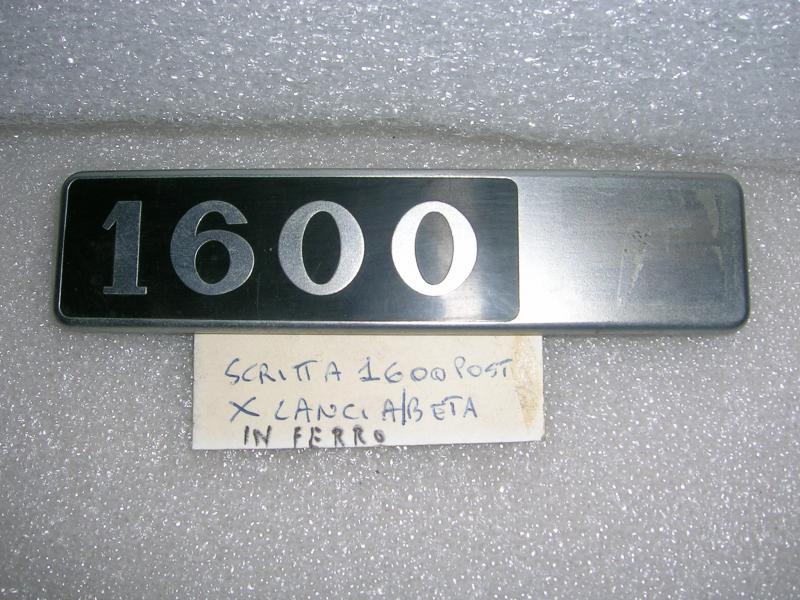 1600
SCRITTA 1600 POST
X LANCIA/BETA
IN FERRO